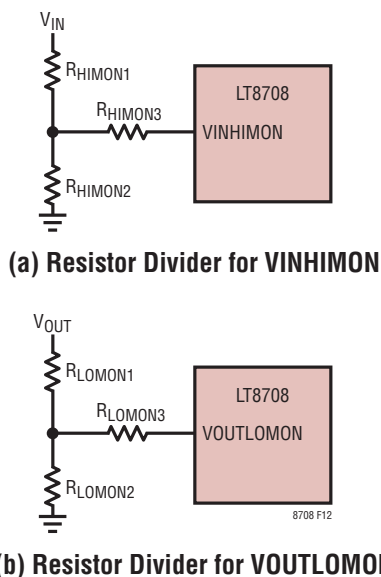 VIN
RHIMON1
RHIMON3
LT8708
VINHIMON
RHIMON2
(a) Resistor Divider for VINHIMON
VOUT
RLOMON1
RLOMON3
LT8708
VOUTLOMON
RLOMON2
8708 F12
(b) Resistor Divider for VOUTLOMON